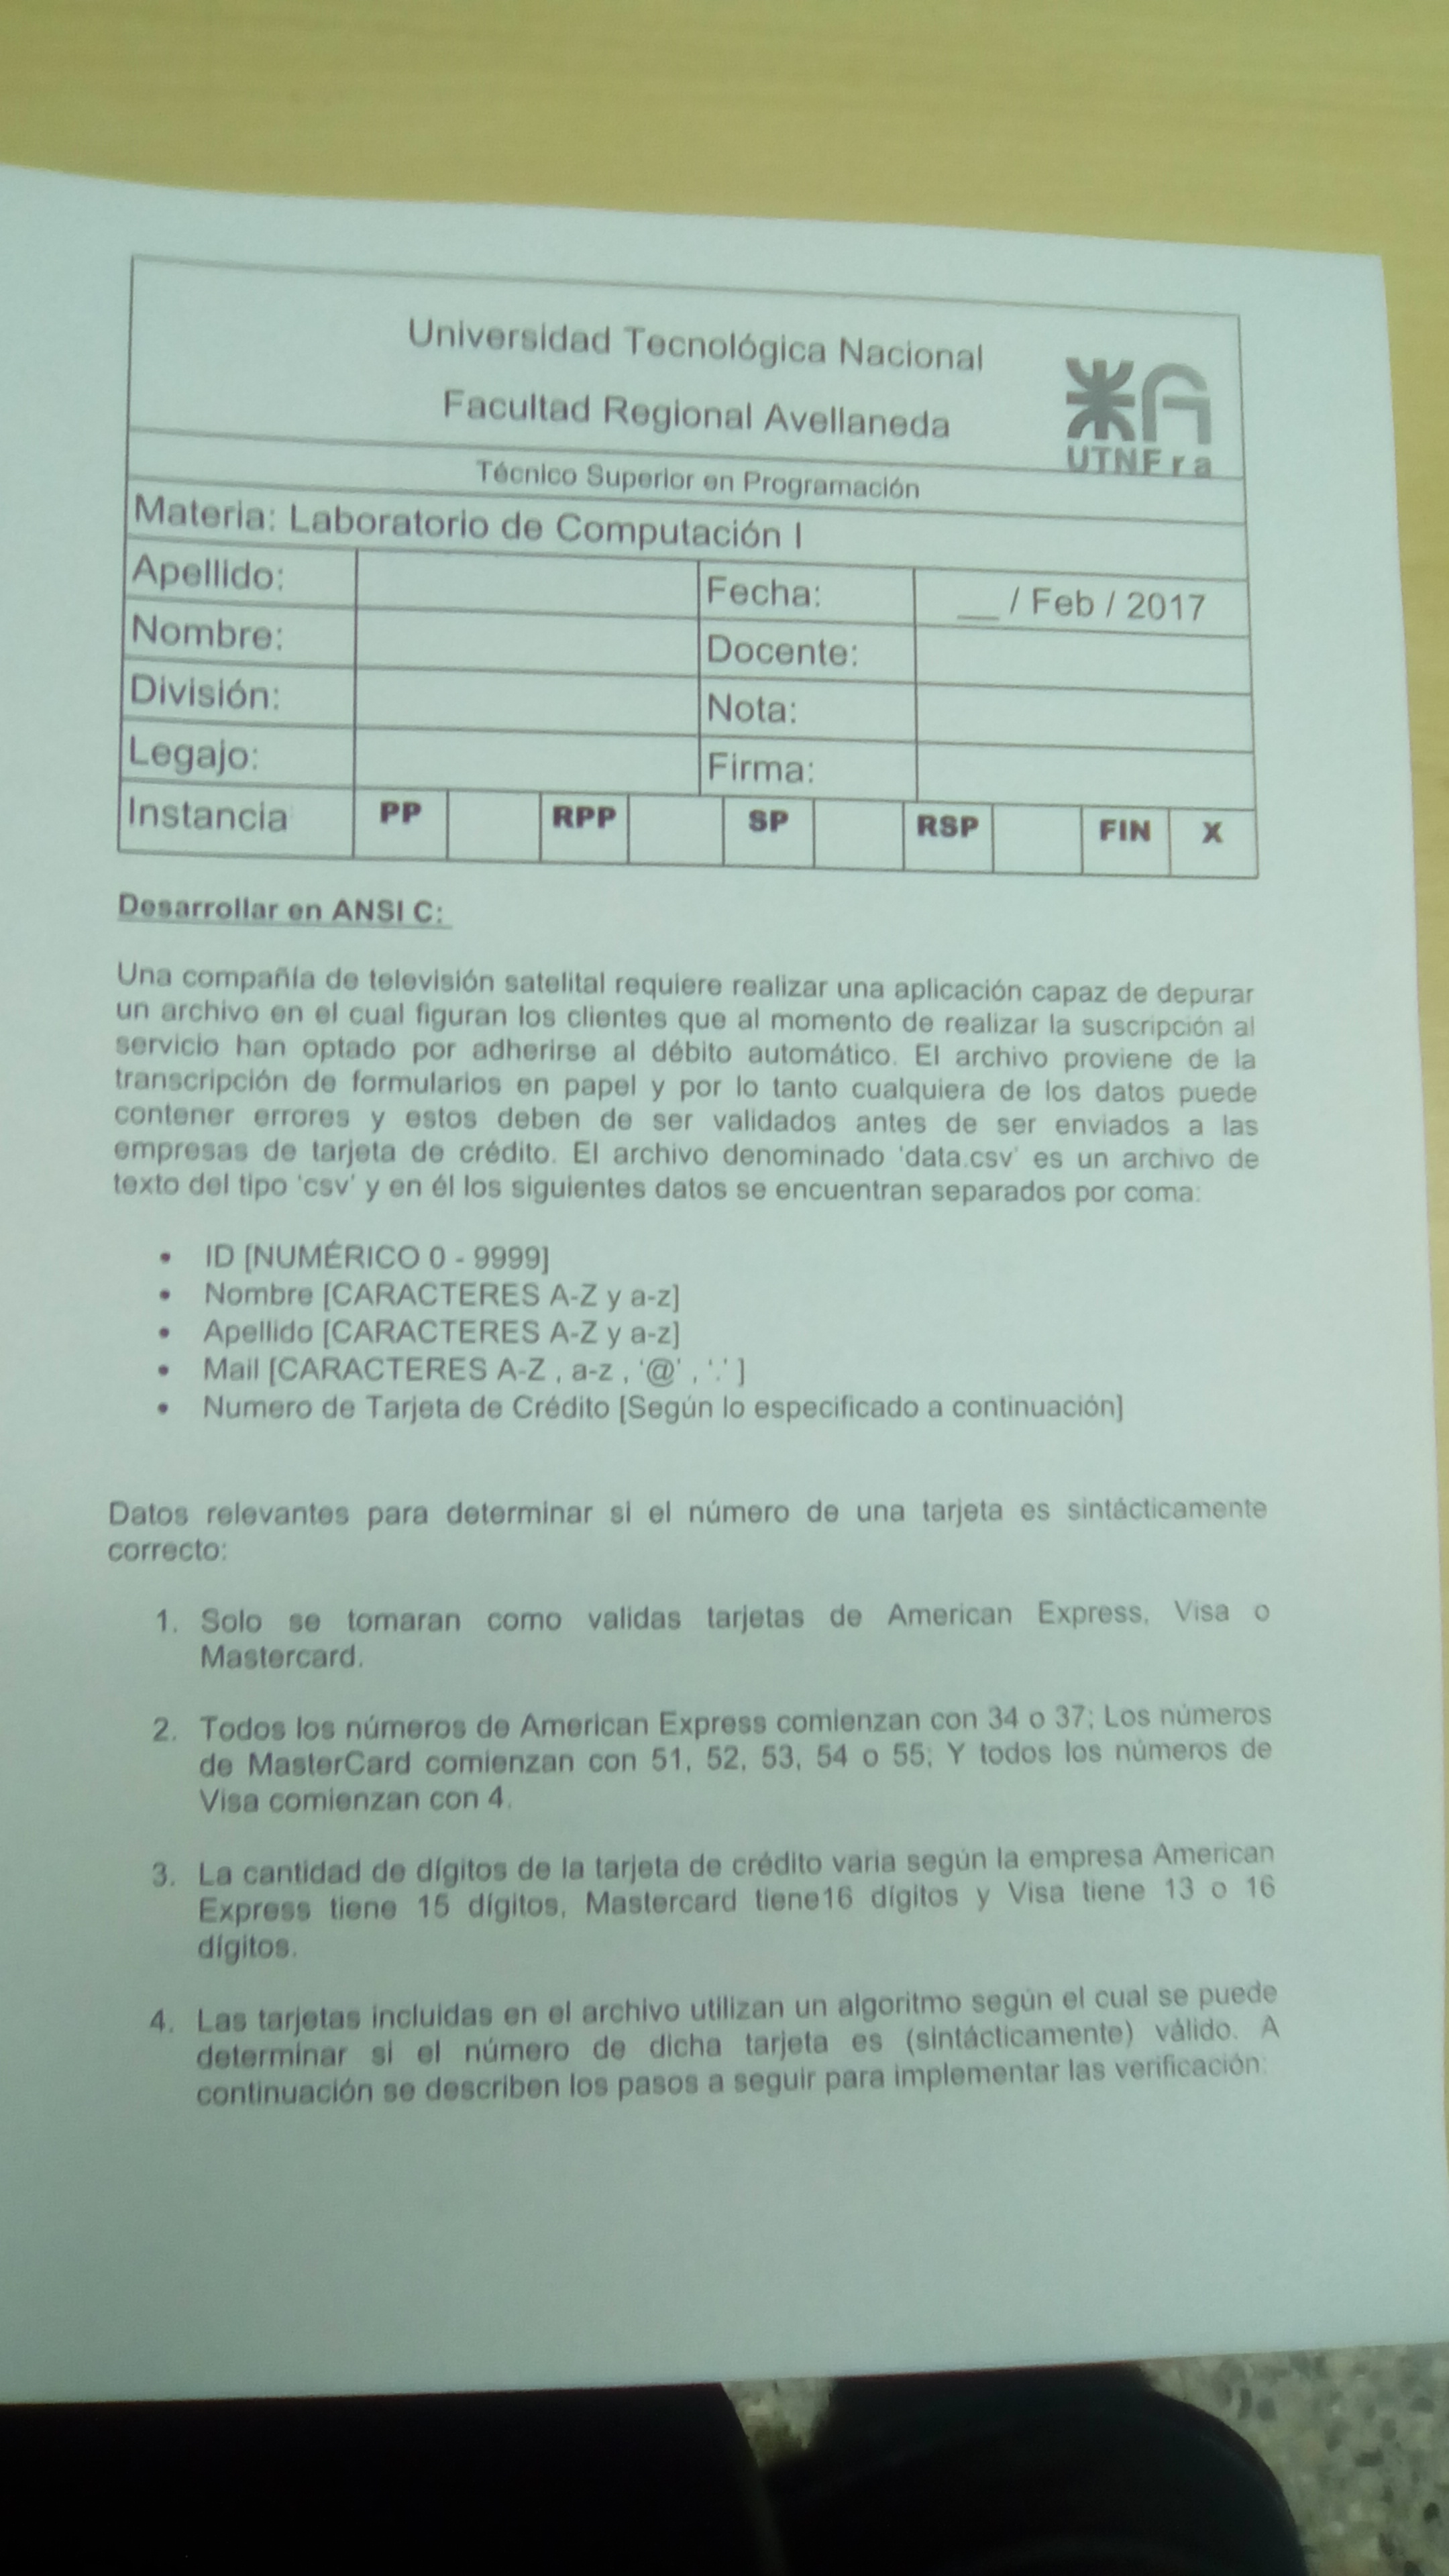 Universidad Tecnológica Nacional
Facultad Regional Avellaneda
UTNFra
Técnico Superior en Programación
Materia: Laboratorio de Computación I
Apellido: Fecha: __ / Feb / 2017
Nombre: Docente:
División: Nota:
Legajo: Firma:
Instancia PP RPP SP RSP FIN X
Desarrollar en ANSI C:
Una compañía de televisión satelital requiere realizar una aplicación capaz de depurar
un archivo en el cual figuran los clientes que al momento de realizar la suscripción al
servicio han optado por adherirse al débito automático. El archivo proviene de la
transcripción de formularios en papel y por lo tanto cualquiera de los datos puede
contener errores y estos deben de ser validados antes de ser enviados a las
empresas de tarjeta de crédito. El archivo denominado 'data.csv' es un archivo de
texto del tipo 'csv' y en él los siguientes datos se encuentran separados por coma:
• ID [NUMÉRICO 0 - 9999]
• Nombre [CARACTERES A-Z y a-z]
• Apellido [CARACTERES A-Z y a-z]
• Mail [CARACTERES A-Z , a-z , '@' , '.' ]
• Numero de Tarjeta de Crédito [Según lo especificado a continuación]
Datos relevantes para determinar si el número de una tarjeta es sintácticamente
correcto:
1. Solo se tomaran como validas tarjetas de American Express, Visa o
Mastercard.
2. Todos los números de American Express comienzan con 34 o 37; Los números
de MasterCard comienzan con 51, 52, 53, 54 o 55; Y todos los números de
Visa comienzan con 4.
3. La cantidad de dígitos de la tarjeta de crédito varia según la empresa American
Express tiene 15 dígitos, Mastercard tiene16 dígitos y Visa tiene 13 o 16
dígitos.
4. Las tarjetas incluidas en el archivo utilizan un algoritmo según el cual se puede
determinar si el número de dicha tarjeta es (sintácticamente) válido. A
continuación se describen los pasos a seguir para implementar las verificación: